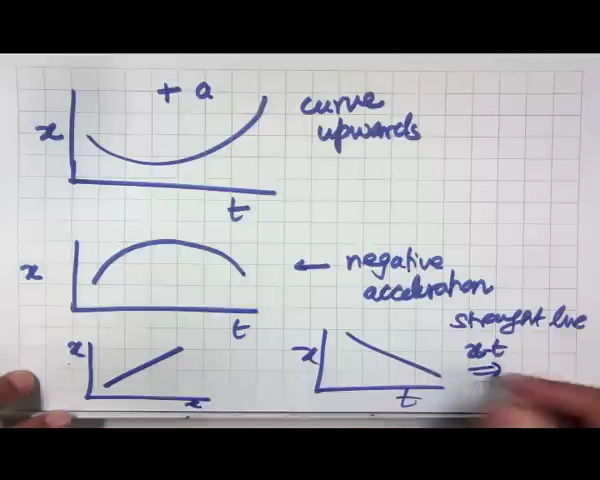 + a
curve
upwards
x
t
x
negative
acceleration
t
straight line
x
x
x-t
x
t